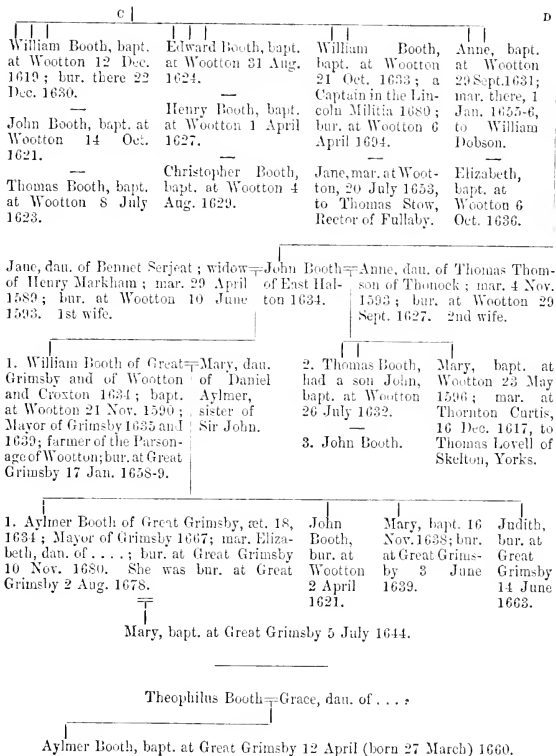 C
D
William Booth, bapt.
at Wootton 12 Dec.
1619 ; bur. there 22
Dec. 1630.
—
John Booth, bapt. at
Wootton 14 Oct.
1621.
—
Thomas Booth, bapt.
at Wootton 8 July
1623.
Edward Booth, bapt.
at Wootton 31 Aug.
1624.
—
Henry Booth, bapt.
at Wootton 1 April
1627.
—
Christopher Booth,
bapt. at Wootton 4
Aug. 1629.
William Booth,
bapt. at Wootton
21 Oct. 1633 ; a
Captain in the Lin-
coln Militia 1680 ;
bur. at Wootton 6
April 1694.
—
Jane, mar. at Woot-
ton, 20 July 1653,
to Thomas Stow,
Rector of Fullaby.
Anne, bapt.
at Wootton
29 Sept. 1631;
mar. there, 1
Jan. 1655-6,
to William
Dobson.
—
Elizabeth,
bapt. at
Wootton 6
Oct. 1636.
Jane, dau. of Bennet Serjeat ; widow
of Henry Markham ; mar. 29 April
1589 ; bur. at Wootton 10 June
1593. 1st wife.
John Booth
of East Hal-
ton 1634.
Anne, dau. of Thomas Thom-
son of Thonock ; mar. 4 Nov.
1593 ; bur. at Wootton 29
Sept. 1627. 2nd wife.
1. William Booth of Great
Grimsby and of Wootton
and Croxton 1634 ; bapt.
at Wootton 21 Nov. 1590 ;
Mayor of Grimsby 1635 and
1639; farmer of the Parson-
age of Wootton; bur. at Great
Grimsby 17 Jan. 1658-9.
Mary, dau.
of Daniel
Aylmer,
sister of
Sir John.
2. Thomas Booth,
had a son John,
bapt. at Wootton
26 July 1632.
—
3. John Booth.
Mary, bapt. at
Wootton 23 May
1596 ; mar. at
Thornton Curtis,
16 Dec. 1617, to
Thomas Lovell of
Skelton, Yorks.
1. Aylmer Booth of Great Grimsby, æt. 18,
1634 ; Mayor of Grimsby 1667; mar. Eliza-
beth, dau. of . . . . ; bur. at Great Grimsby
10 Nov. 1680. She was bur. at Great
Grimsby 2 Aug. 1678.
John
Booth,
bur. at
Wootton
2 April
1621.
Mary, bapt. 16
Nov. 1638; bur.
at Great Grims-
by 3 June
1639.
Judith,
bur. at
Great
Grimsby
14 June
1663.
Mary, bapt. at Great Grimsby 5 July 1644.
Theophilus Booth
Grace, dau. of . . . .
Aylmer Booth, bapt. at Great Grimsby 12 April (born 27 March) 1660.